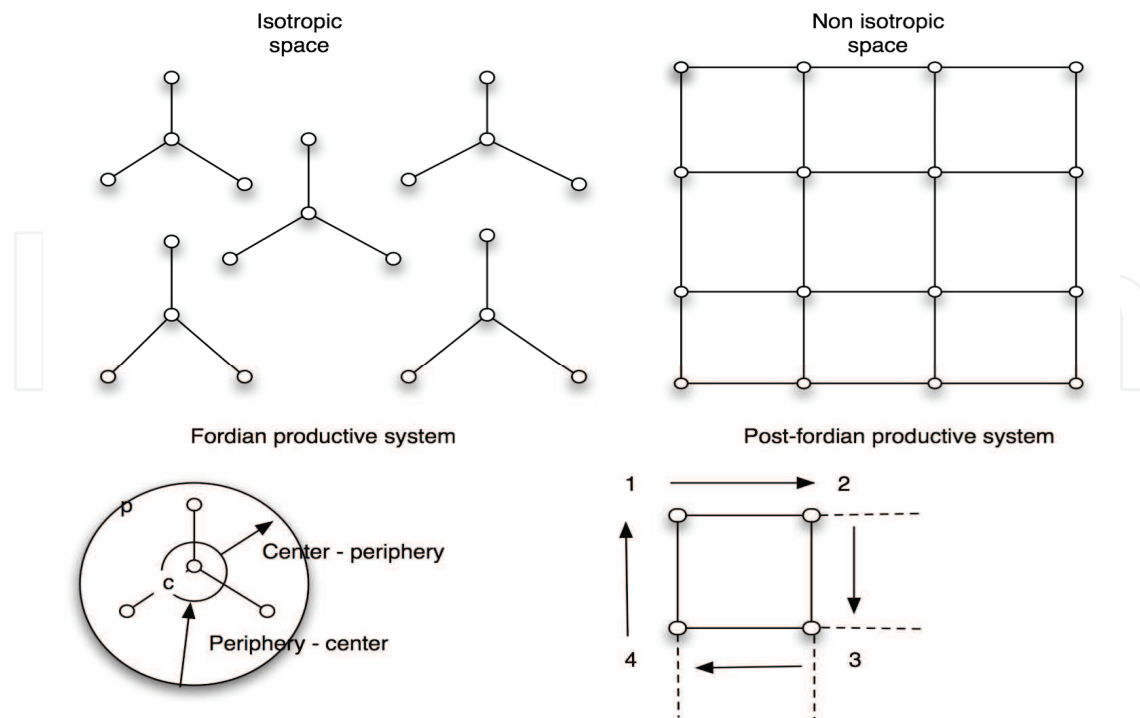 Isotropic
space
Non isotropic
space
Fordian productive system
Post-fordian productive system
p
Center - periphery
c
Periphery - center
1
2
4
3